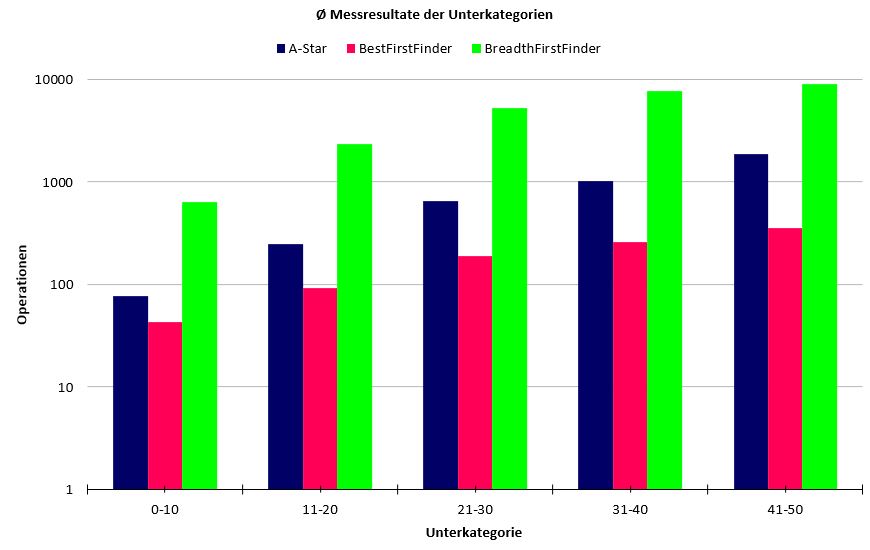 Ø Messresultate der Unterkategorien
A-Star BestFirstFinder BreadthFirstFinder
10000
1000
100
10
1
Operationen
0-10 11-20 21-30 31-40 41-50
Unterkategorie